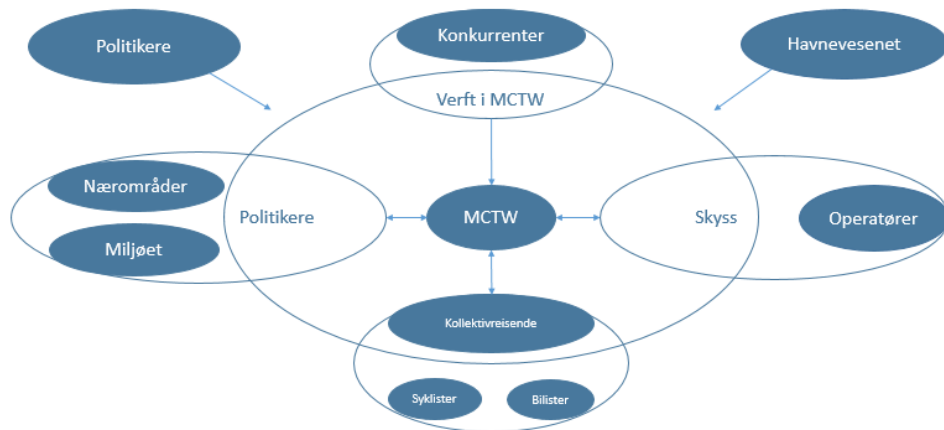 Politikere
Konkurrenter
Havnevesenet
Verft i MCTW
Nærområder
Politikere
MCTW
Skyss
Operatører
Miljøet
Kollektivreisende
Syklister
Bilister